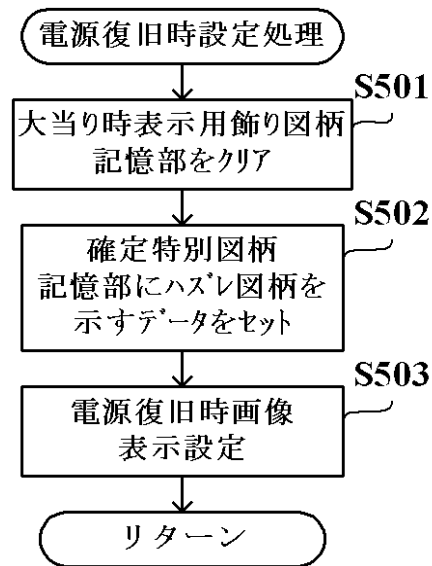 電源復旧時設定処理
S501
大当り時表示用飾り図柄
記憶部をクリア
S502
確定特別図柄
記憶部にﾊｽﾞﾚ図柄を
示すﾃﾞｰﾀをセット
S503
電源復旧時画像
表示設定
リターン